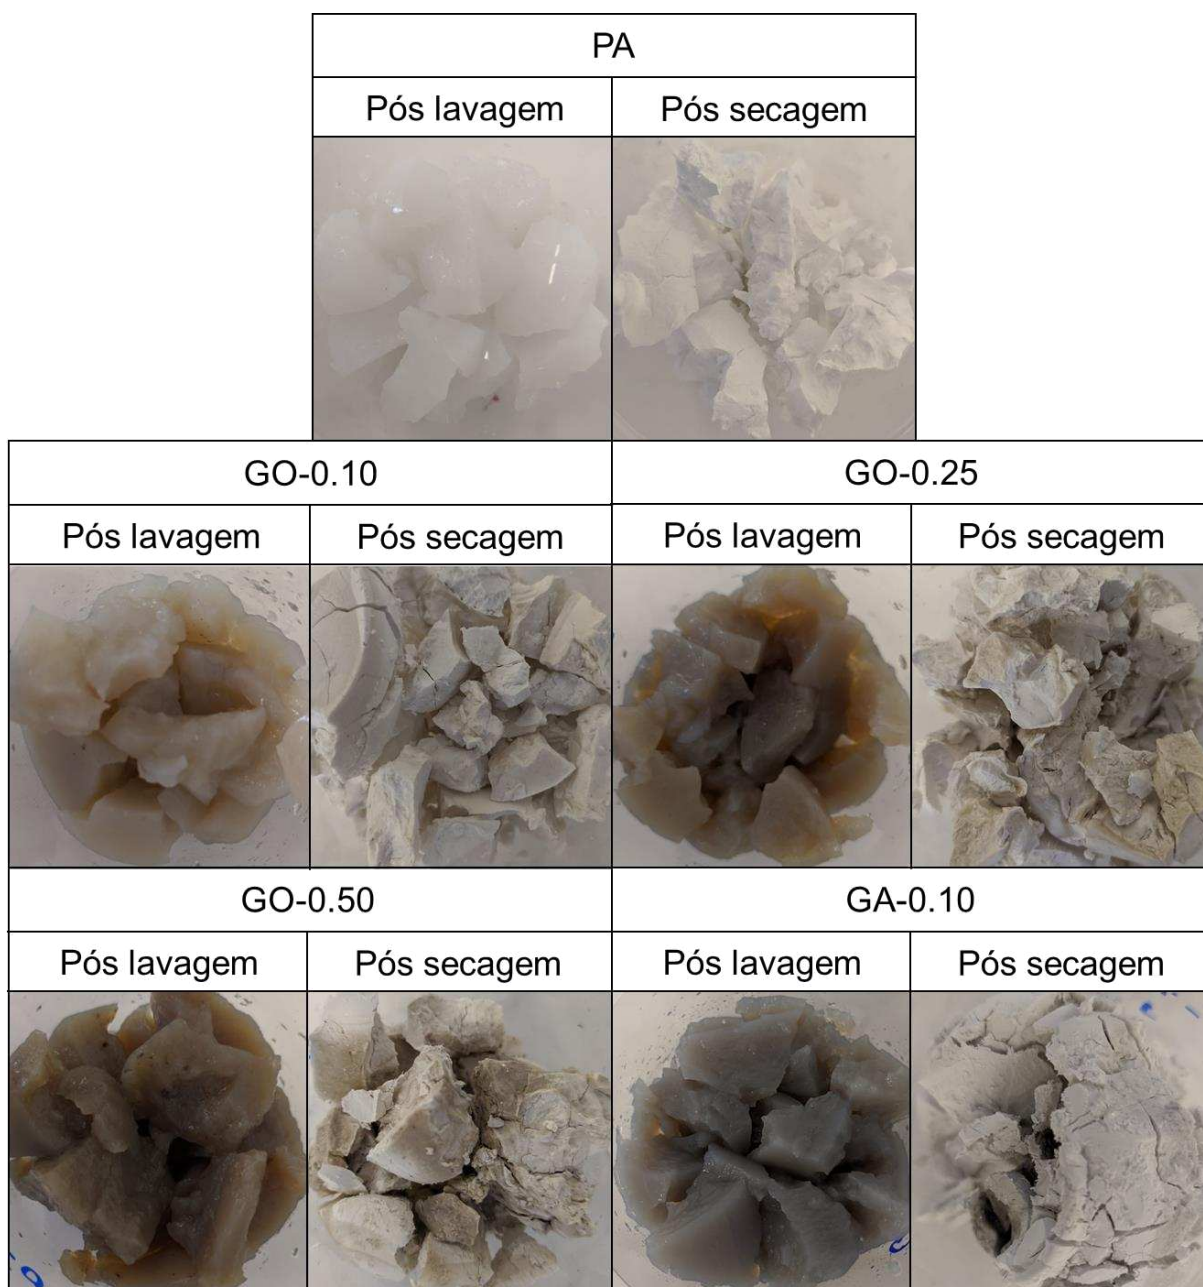 PA
Pós lavagem Pós secagem
GO-0.10 GO-0.25
Pós lavagem Pós secagem Pós lavagem Pós secagem
GO-0.50 GA-0.10
Pós lavagem Pós secagem Pós lavagem Pós secagem